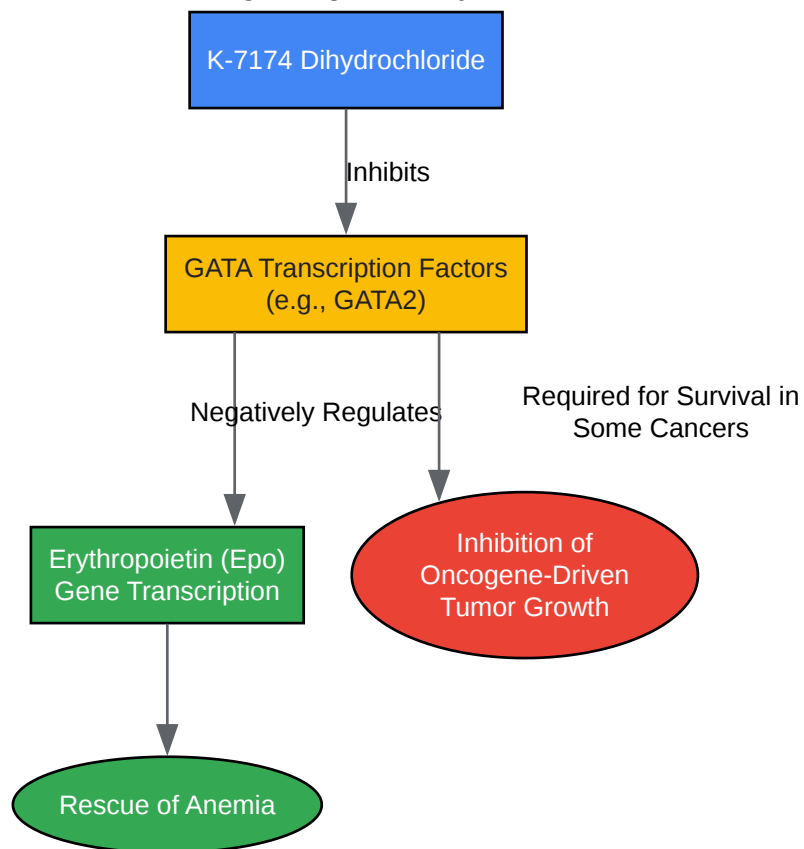 K-7174 Dihydrochloride
Inhibits
GATA Transcription Factors
(e.g., GATA2)
Negatively Regulates
Required for Survival in
Some Cancers
Erythropoietin (Epo)
Gene Transcription
Inhibition of
Oncogene-Driven
Tumor Growth
Rescue of Anemia